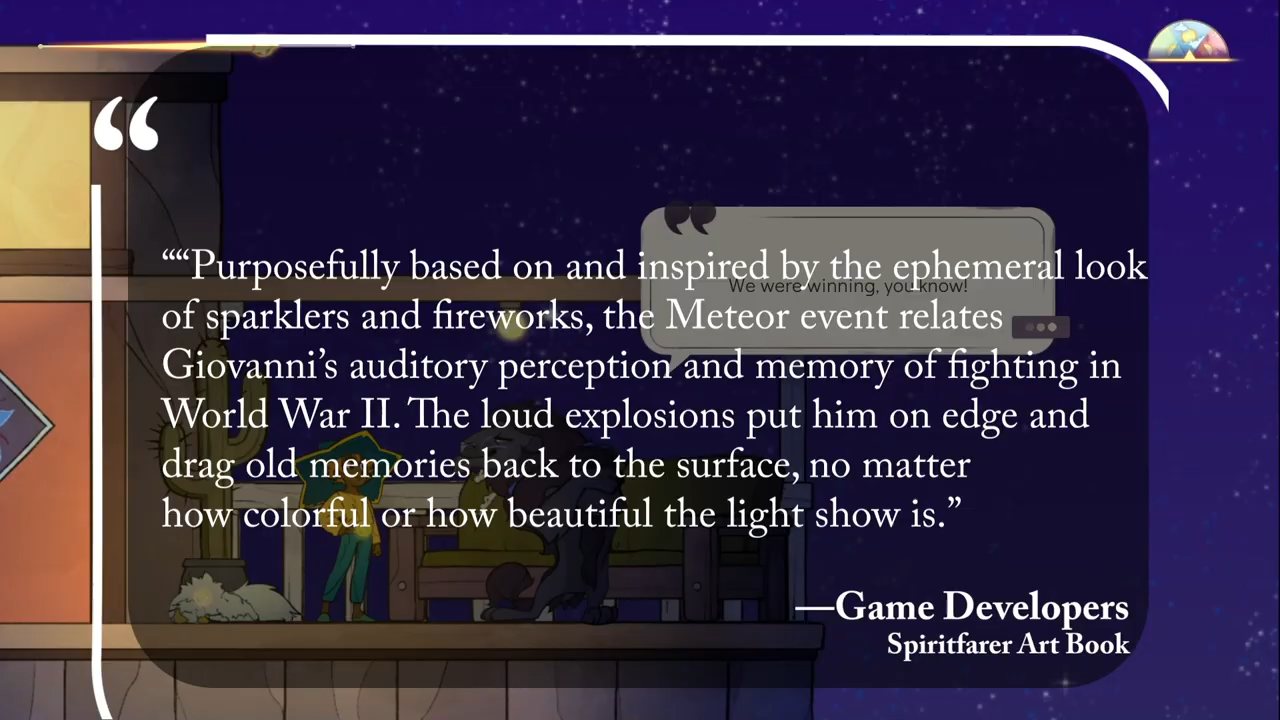 ““Purposefully based on and inspired by the ephemeral look
We were winning, you know!
of sparklers and fireworks, the Meteor event relates
Giovanni’s auditory perception and memory of fighting in
World War II. The loud explosions put him on edge and
drag old memories back to the surface, no matter
how colorful or how beautiful the light show is.”
—Game Developers
Spiritfarer Art Book